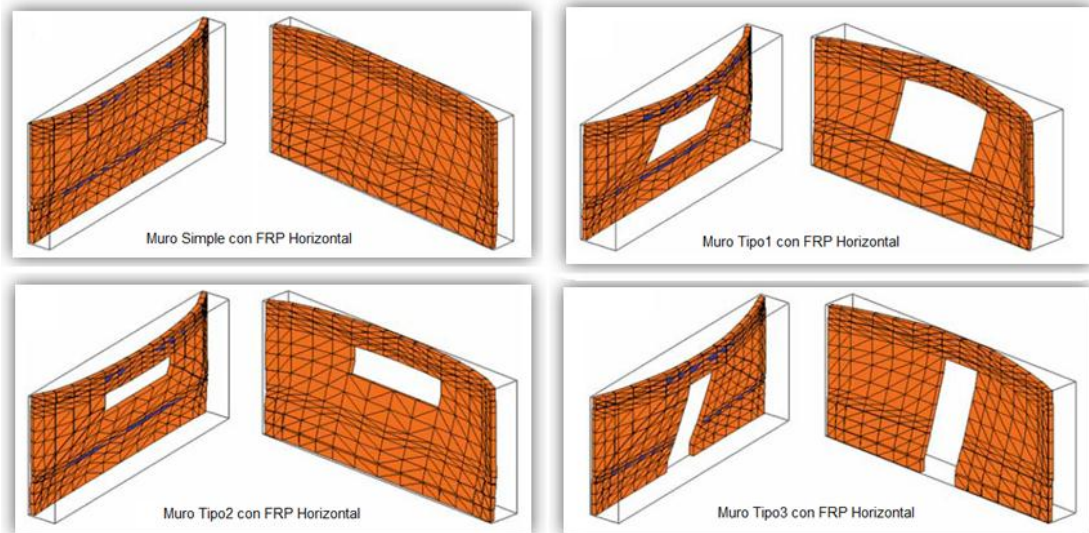 Muro Simple con FRP Horizontal
Muro Tipo1 con FRP Horizontal
Muro Tipo2 con FRP Horizontal
Muro Tipo3 con FRP Horizontal